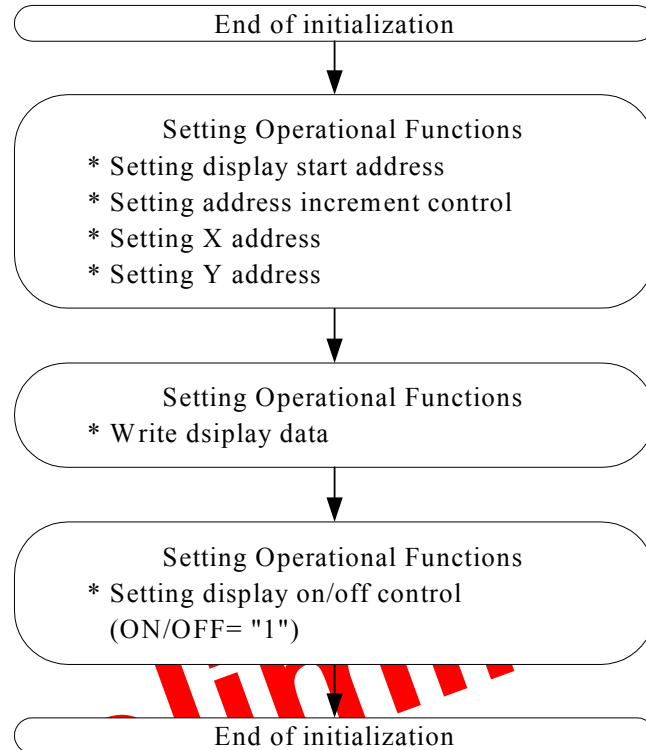 End of initialization
Setting Operational Functions
* Setting display start address
* Setting address increment control
* Setting X address
* Setting Y address
Setting Operational Functions
* Write dsiplay data
Setting Operational Functions
* Setting display on/off control
(ON/OFF= "1")
End of initialization